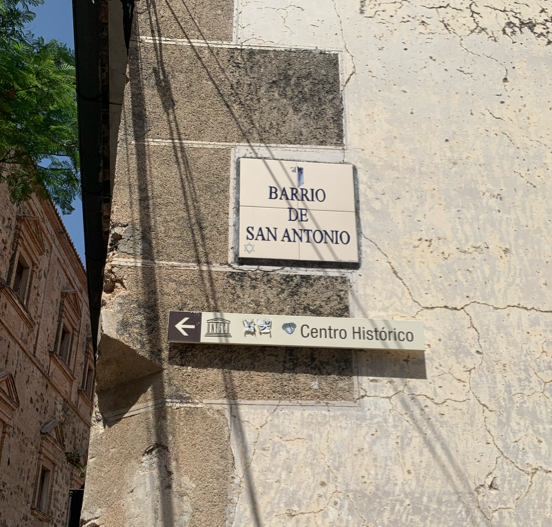 BARRIO
DE
SAN ANTONIO
Centro Histórico